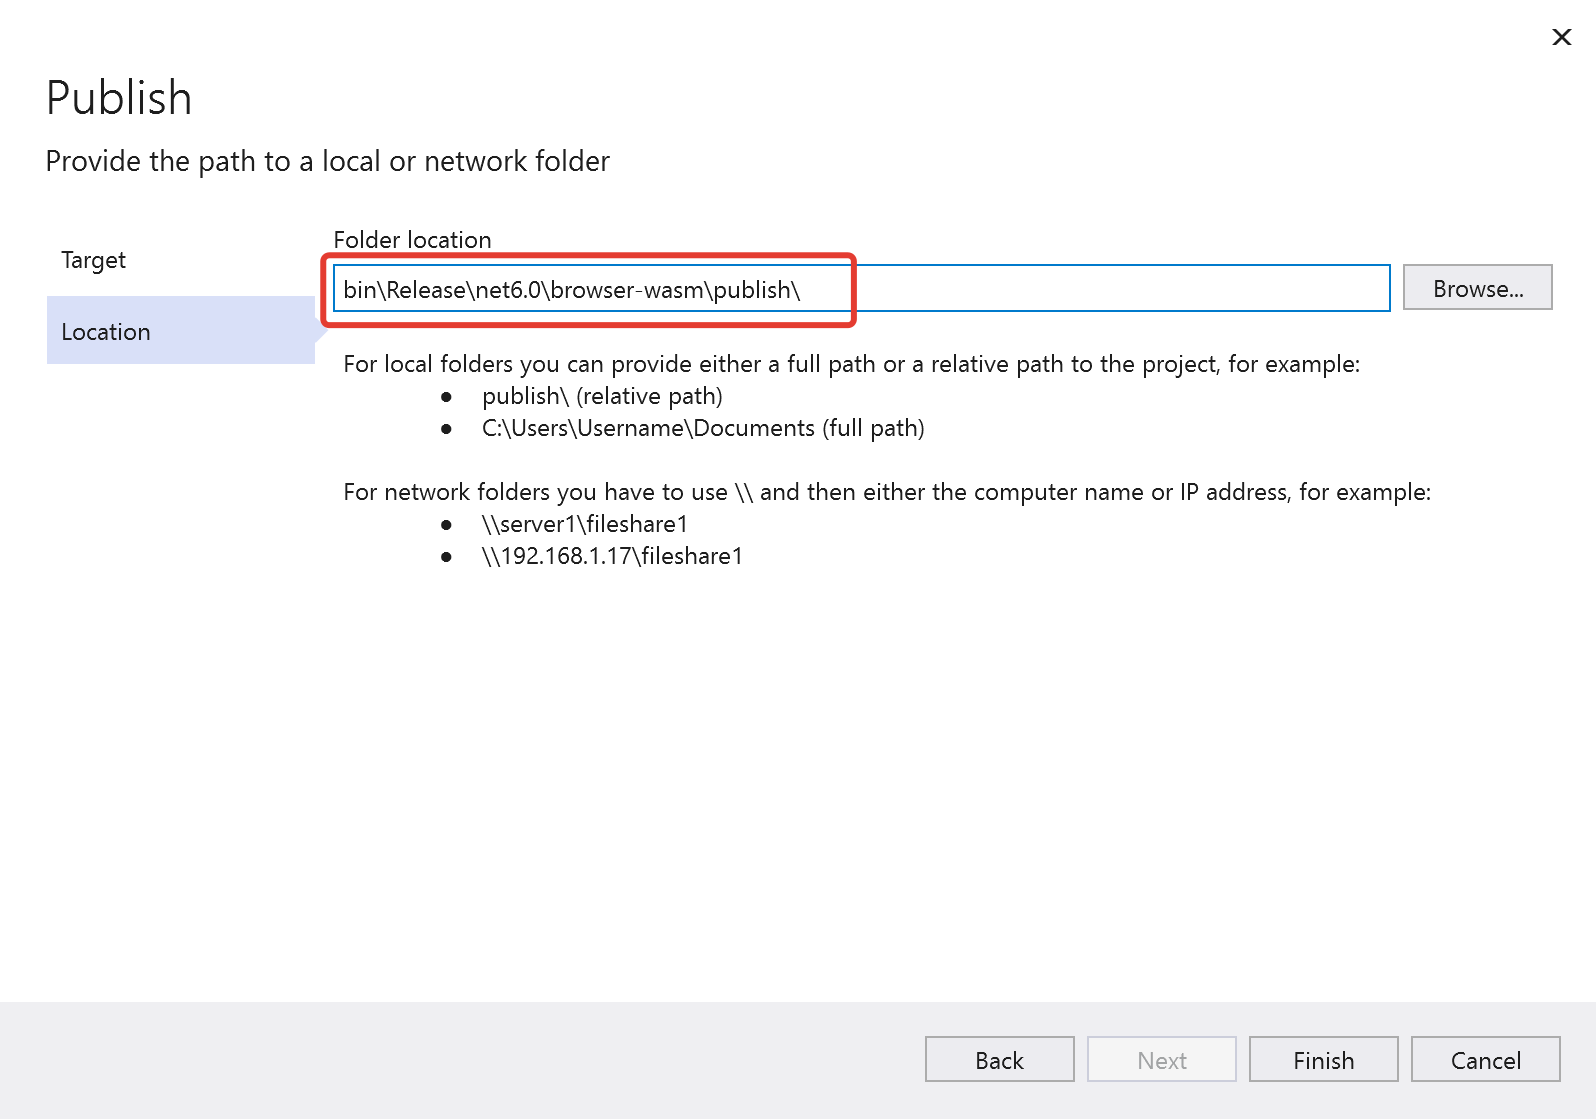 Publish
Provide the path to a local or network folder
Target
Location
Folder location
bin\Release\net6.0\browser-wasm\publish\
Browse...
For local folders you can provide either a full path or a relative path to the project, for example:
● publish\ (relative path)
● C:\Users\Username\Documents (full path)
For network folders you have to use \\ and then either the computer name or IP address, for example:
● \\server1\fileshare1
● \\192.168.1.17\fileshare1
Back
Next
Finish
Cancel